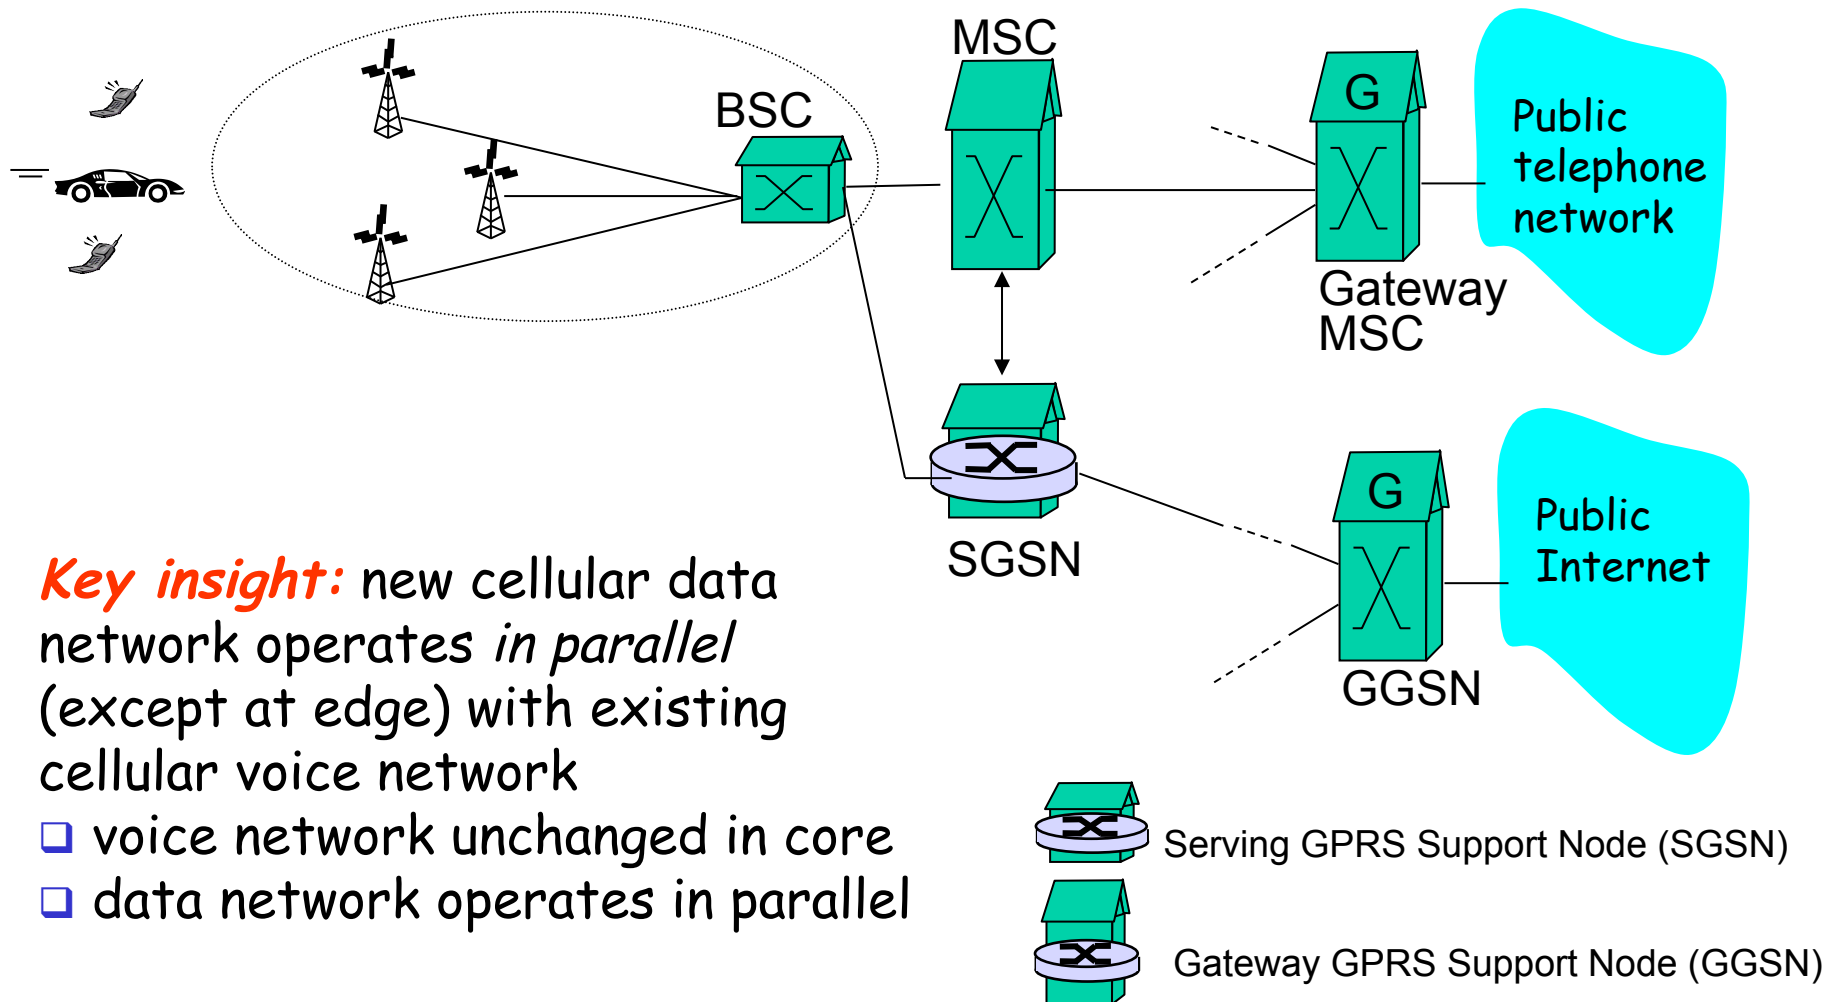 MSC
BSC
G
Public
telephone
network
Gateway
MSC
SGSN
G
GGSN
Public
Internet
Key insight: new cellular data
network operates in parallel
(except at edge) with existing
cellular voice network
voice network unchanged in core
data network operates in parallel
Serving GPRS Support Node (SGSN)
Gateway GPRS Support Node (GGSN)